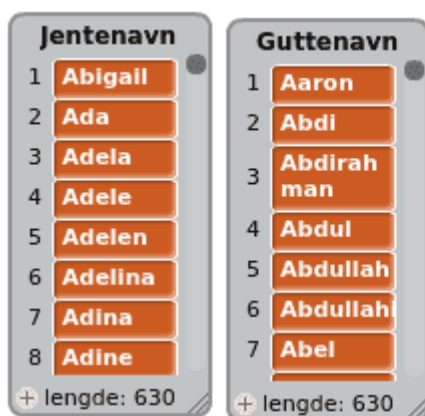 Jentenavn
1 Abigail
2 Ada
3 Adela
4 Adele
5 Adelen
6 Adelina
7 Adina
8 Adine
+ lengde: 630
Guttenavn
1 Aaron
2 Abdi
3 Abdirah
man
4 Abdul
5 Abdullah
6 Abdullahi
7 Abel
+ lengde: 630